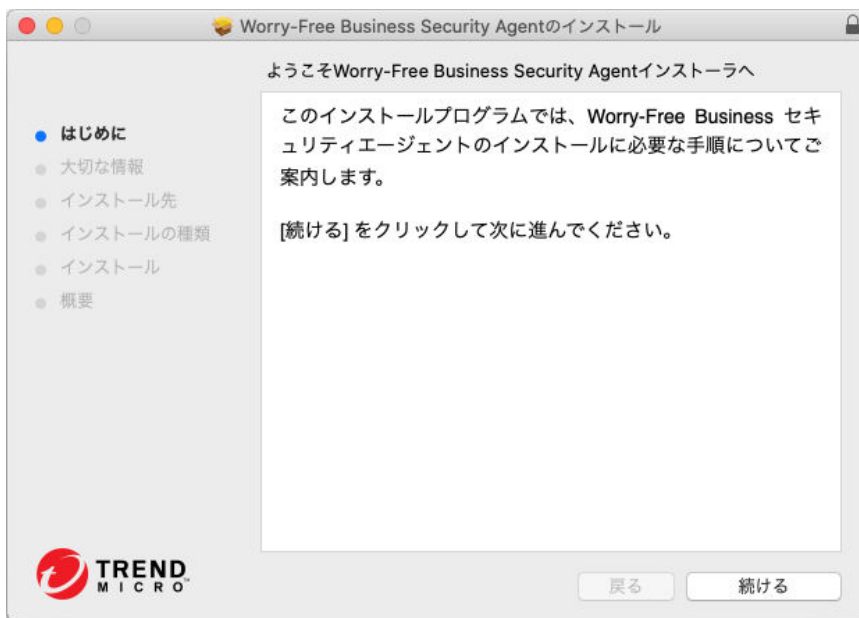 Worry-Free Business Security Agentのインストール
ようこそWorry-Free Business Security Agentインストーラへ
はじめに
大切な情報
インストール先
インストールの種類
インストール
概要
このインストールプログラムでは、Worry-Free Business セキ
ュリティエージェントのインストールに必要な手順についてご
案内します。
[続ける] をクリックして次に進んでください。
TREND
MICRO™
戻る
続ける